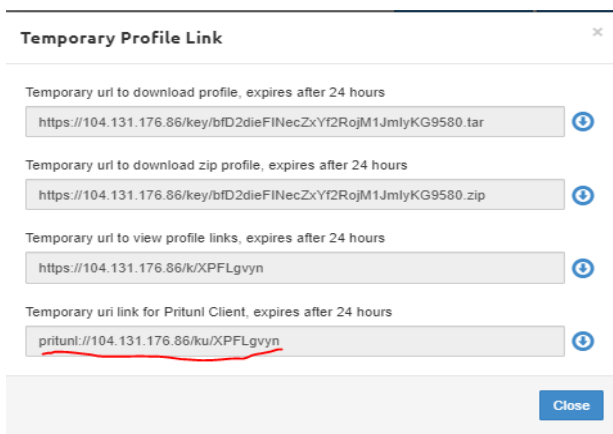 Temporary Profile Link
×
Temporary url to download profile, expires after 24 hours
https://104.131.176.86/key/bfD2dieFINecZxYf2RojM1JmIyKG9580.tar
Temporary url to download zip profile, expires after 24 hours
https://104.131.176.86/key/bfD2dieFINecZxYf2RojM1JmIyKG9580.zip
Temporary url to view profile links, expires after 24 hours
https://104.131.176.86/k/XPFLgvyn
Temporary uri link for Pritunl Client, expires after 24 hours
pritunl://104.131.176.86/ku/XPFLgvyn
Close